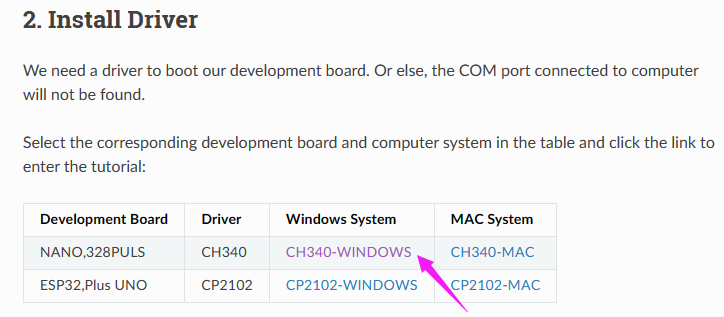 2. Install Driver
We need a driver to boot our development board. Or else, the COM port connected to computer
will not be found.
Select the corresponding development board and computer system in the table and click the link to
enter the tutorial:
Development Board Driver Windows System MAC System
NANO,328PULS CH340 CH340-WINDOWS CH340-MAC
ESP32,Plus UNO CP2102 CP2102-WINDOWS CP2102-MAC